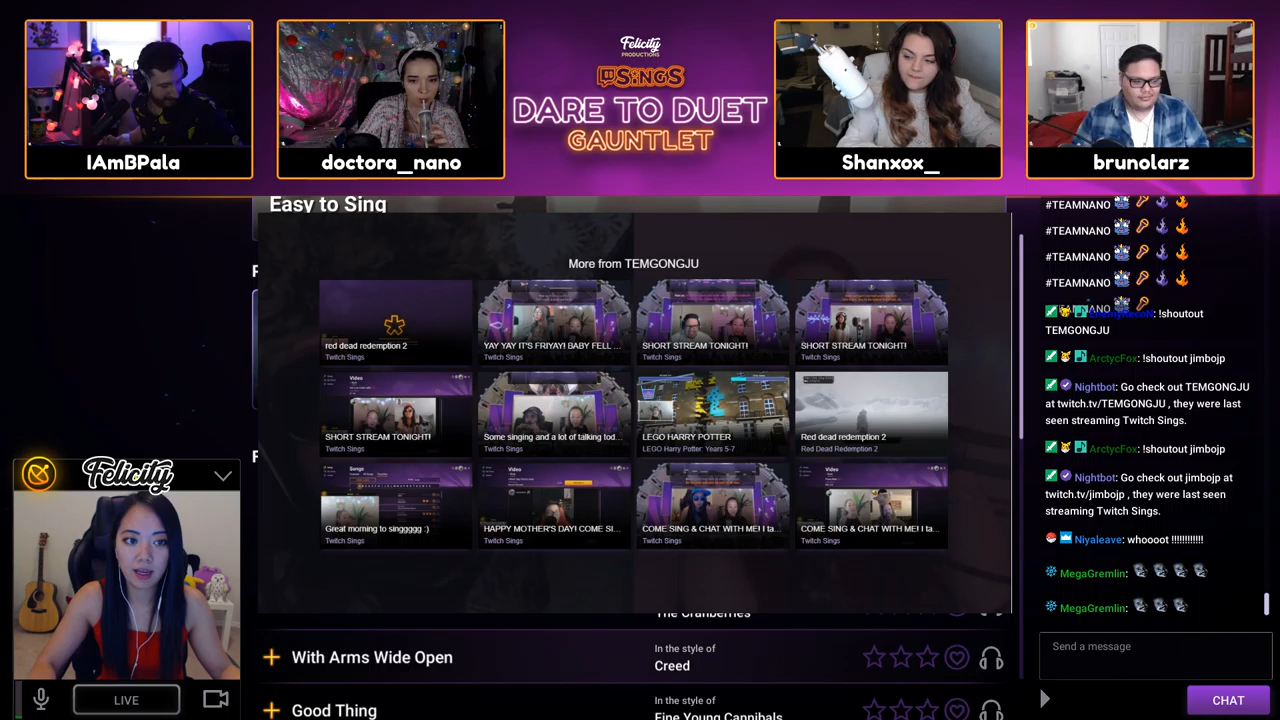 IAmBPala
doctora__nano
Felicity
PRODUCTIONS
SINGS
DARE TO DUET
GAUNTLET
Shanxox_
brunolarz
Easy to Sing
More from TEMGONGJU
red dead redemption 2
Twitch Sings
YAY YAY IT'S FRIYAY! BABY FELL ...
Twitch Sings
SHORT STREAM TONIGHT!
Twitch Sings
SHORT STREAM TONIGHT!
Twitch Sings
Video
SHORT STREAM TONIGHT!
Twitch Sings
Some singing and a lot of talking tod...
Twitch Sings
LEGO HARRY POTTER
LEGO Harry Potter: Years 5-7
Red dead redemption 2
Red Dead Redemption 2
Songs
Great morning to singgggg :)
Twitch Sings
Video
HAPPY MOTHER'S DAY! COME SI...
Twitch Sings
COME SING & CHAT WITH ME! I ta...
Twitch Sings
Video
COME SING & CHAT WITH ME! I ta...
Twitch Sings
The Cranberries
With Arms Wide Open
In the style of
Creed
Good Thing
In the style of
Fine Young Cannibals
#TEAMNANO
#TEAMNANO
#TEAMNANO
#TEAMNANO
#TEAMNANO
: !shoutout
TEMGONGJU
ArctycFox: !shoutout jimbojp
Nightbot: Go check out TEMGONGJU
at twitch.tv/TEMGONGJU , they were last
seen streaming Twitch Sings.
ArctycFox: !shoutout jimbojp
Nightbot: Go check out jimbojp at
twitch.tv/jimbojp , they were last seen
streaming Twitch Sings.
Niyaleave: whoooot !!!!!!!!!!!!
MegaGremlin:
MegaGremlin:
Send a message
CHAT
Felicity
LIVE